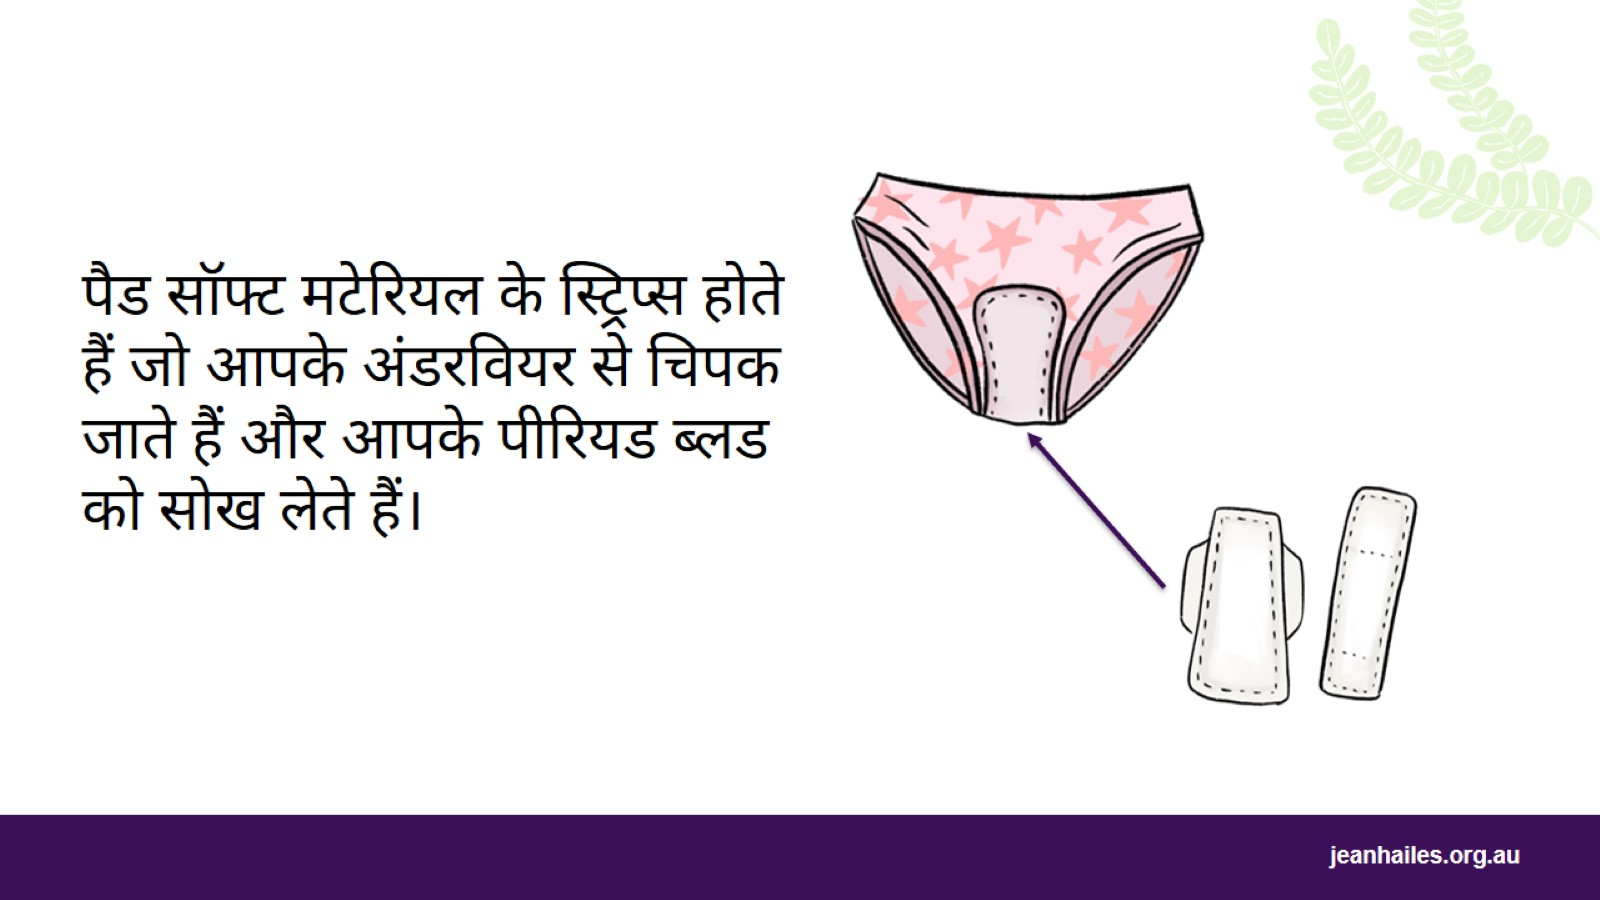 पैड सॉफ्ट मटेरियल के स्ट्रिप्स होते
हैं जो आपके अंडरवियर से चिपक
जाते हैं और आपके पीरियड ब्लड
को सोख लेते हैं।
jeanhailes.org.au